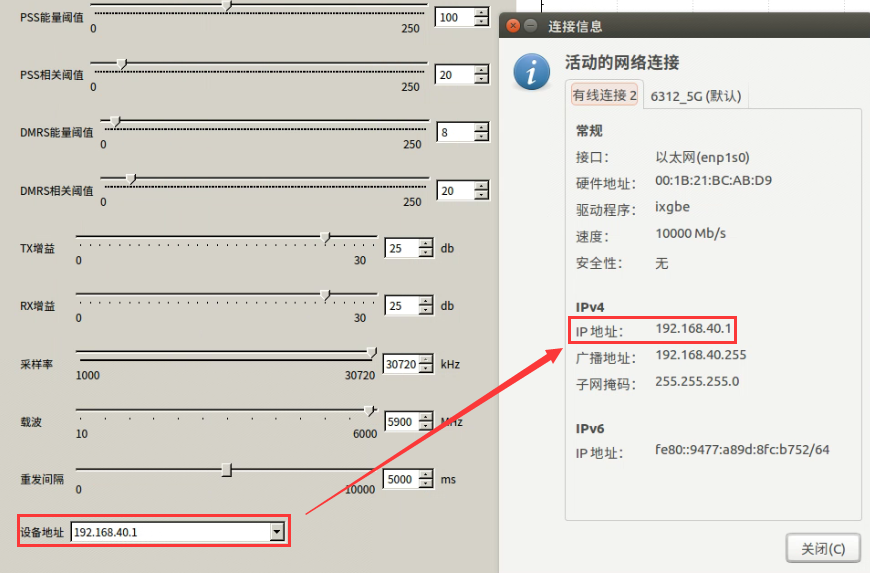 PSS能量阈值
0
250
100
PSS相关阈值
0
250
20
DMRS能量阈值
0
250
8
DMRS相关阈值
0
250
20
TX增益
0
30
25
db
RX增益
0
30
25
db
采样率
1000
30720
30720
kHz
载波
10
6000
5900
MHz
重发问隔
0
10000
5000
ms
设备地址
192.168.40.1
连接信息
活动的网络连接
有线连接 2
6312_5G (默认)
常规
接口： 以太网(enp1s0)
硬件地址： 00:1B:21:BC:AB:D9
驱动程序： ixgbe
速度： 10000 Mb/s
安全性： 无
IPv4
IP 地址： 192.168.40.1
广播地址： 192.168.40.255
子网掩码： 255.255.255.0
IPv6
IP 地址： fe80::9477:a89d:8fc:b752/64
关闭(C)